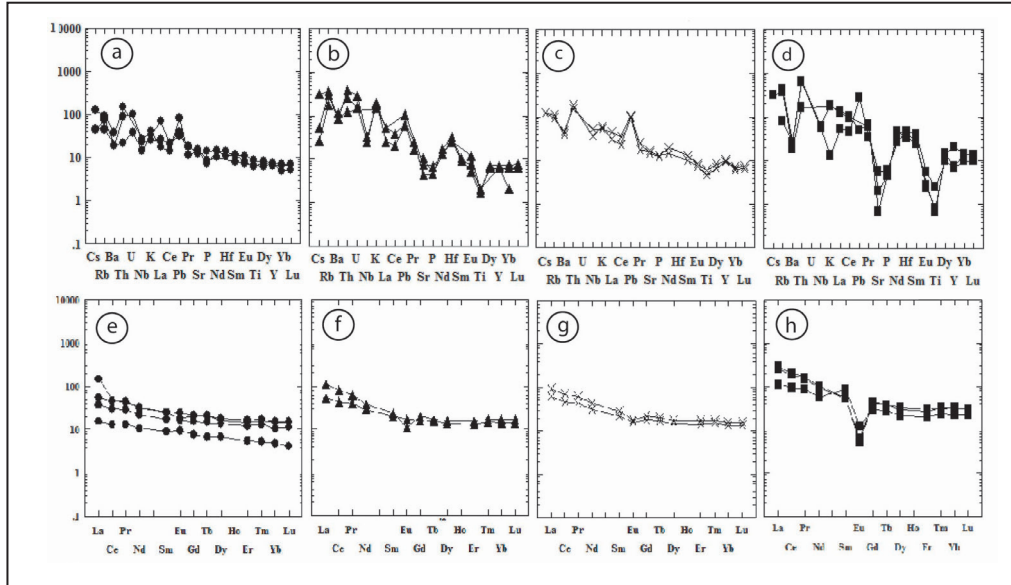 10000
1000
100
10
1
.1
a
b
c
d
Cs Ba U K Ce Pr P Hf Eu Dy Yb
Rb Th Nb La Pb Sr Nd Sm Ti Y Lu
Cs Ba U K Ce Pr P Hf Eu Dy Yb
Rb Th Nb La Pb Sr Nd Sm Ti Y Lu
Cs Ba U K Ce Pr P Hf Eu Dy Yb
Rb Th Nb La Pb Sr Nd Sm Ti Y Lu
Cs Ba U K Ce Pr P Hf Eu Dy Yb
Rb Th Nb La Pb Sr Nd Sm Ti Y Lu
10000
1000
100
10
1
.1
e
f
g
h
La Pr Eu Tb Ho Tm Lu
Ce Nd Sm Gd Dy Er Yb
La Pr Eu Tb Ho Tm Lu
Ce Nd Sm Gd Dy Er Yb
La Pr Eu Tb Ho Tm Lu
Ce Nd Sm Gd Dy Er Yb
La Pr Eu Tb Ho Tm Lu
Ce Nd Sm Gd Dy Er Yb